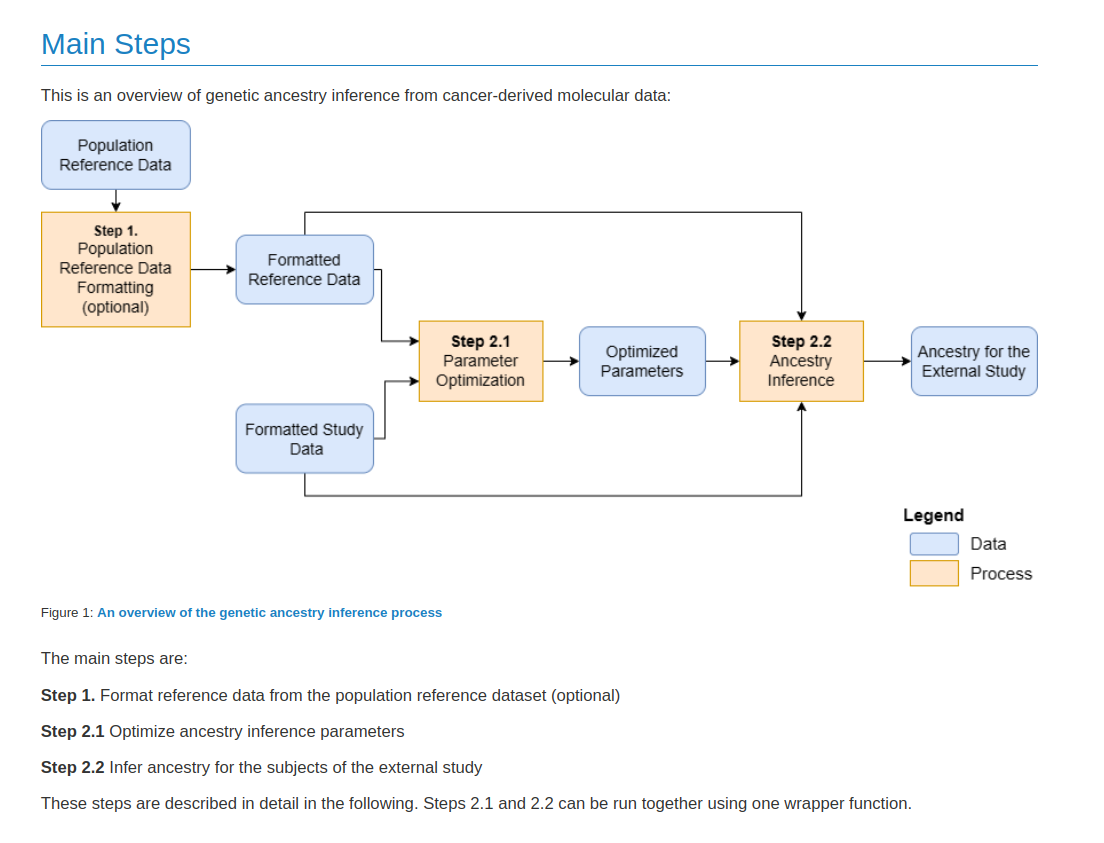 Main Steps
This is an overview of genetic ancestry inference from cancer-derived molecular data:
Population
Reference Data
Step 1.
Population
Reference Data
Formatting
(optional)
Formatted
Reference Data
Step 2.1
Parameter
Optimization
Optimized
Parameters
Step 2.2
Ancestry
Inference
Ancestry for the
External Study
Formatted Study
Data
Legend
Data
Process
Figure 1: An overview of the genetic ancestry inference process
The main steps are:
Step 1. Format reference data from the population reference dataset (optional)
Step 2.1 Optimize ancestry inference parameters
Step 2.2 Infer ancestry for the subjects of the external study
These steps are described in detail in the following. Steps 2.1 and 2.2 can be run together using one wrapper function.